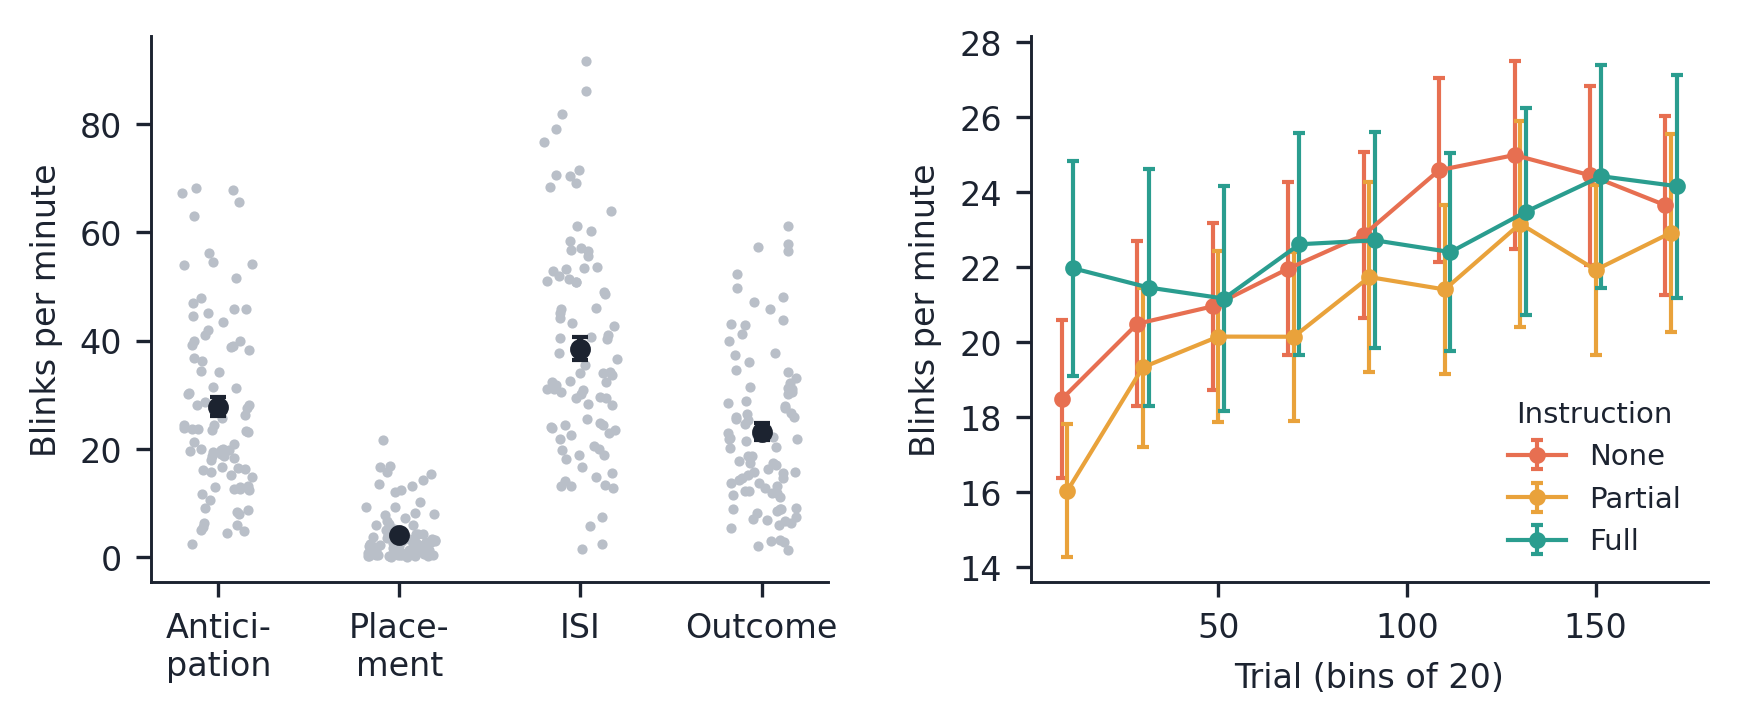 Blinks per minute
80
60
40
20
0
Antici-
pation
Place-
ment
ISI
Outcome
Blinks per minute
28
26
24
22
20
18
16
14
50
100
150
Trial (bins of 20)
Instruction
None
Partial
Full